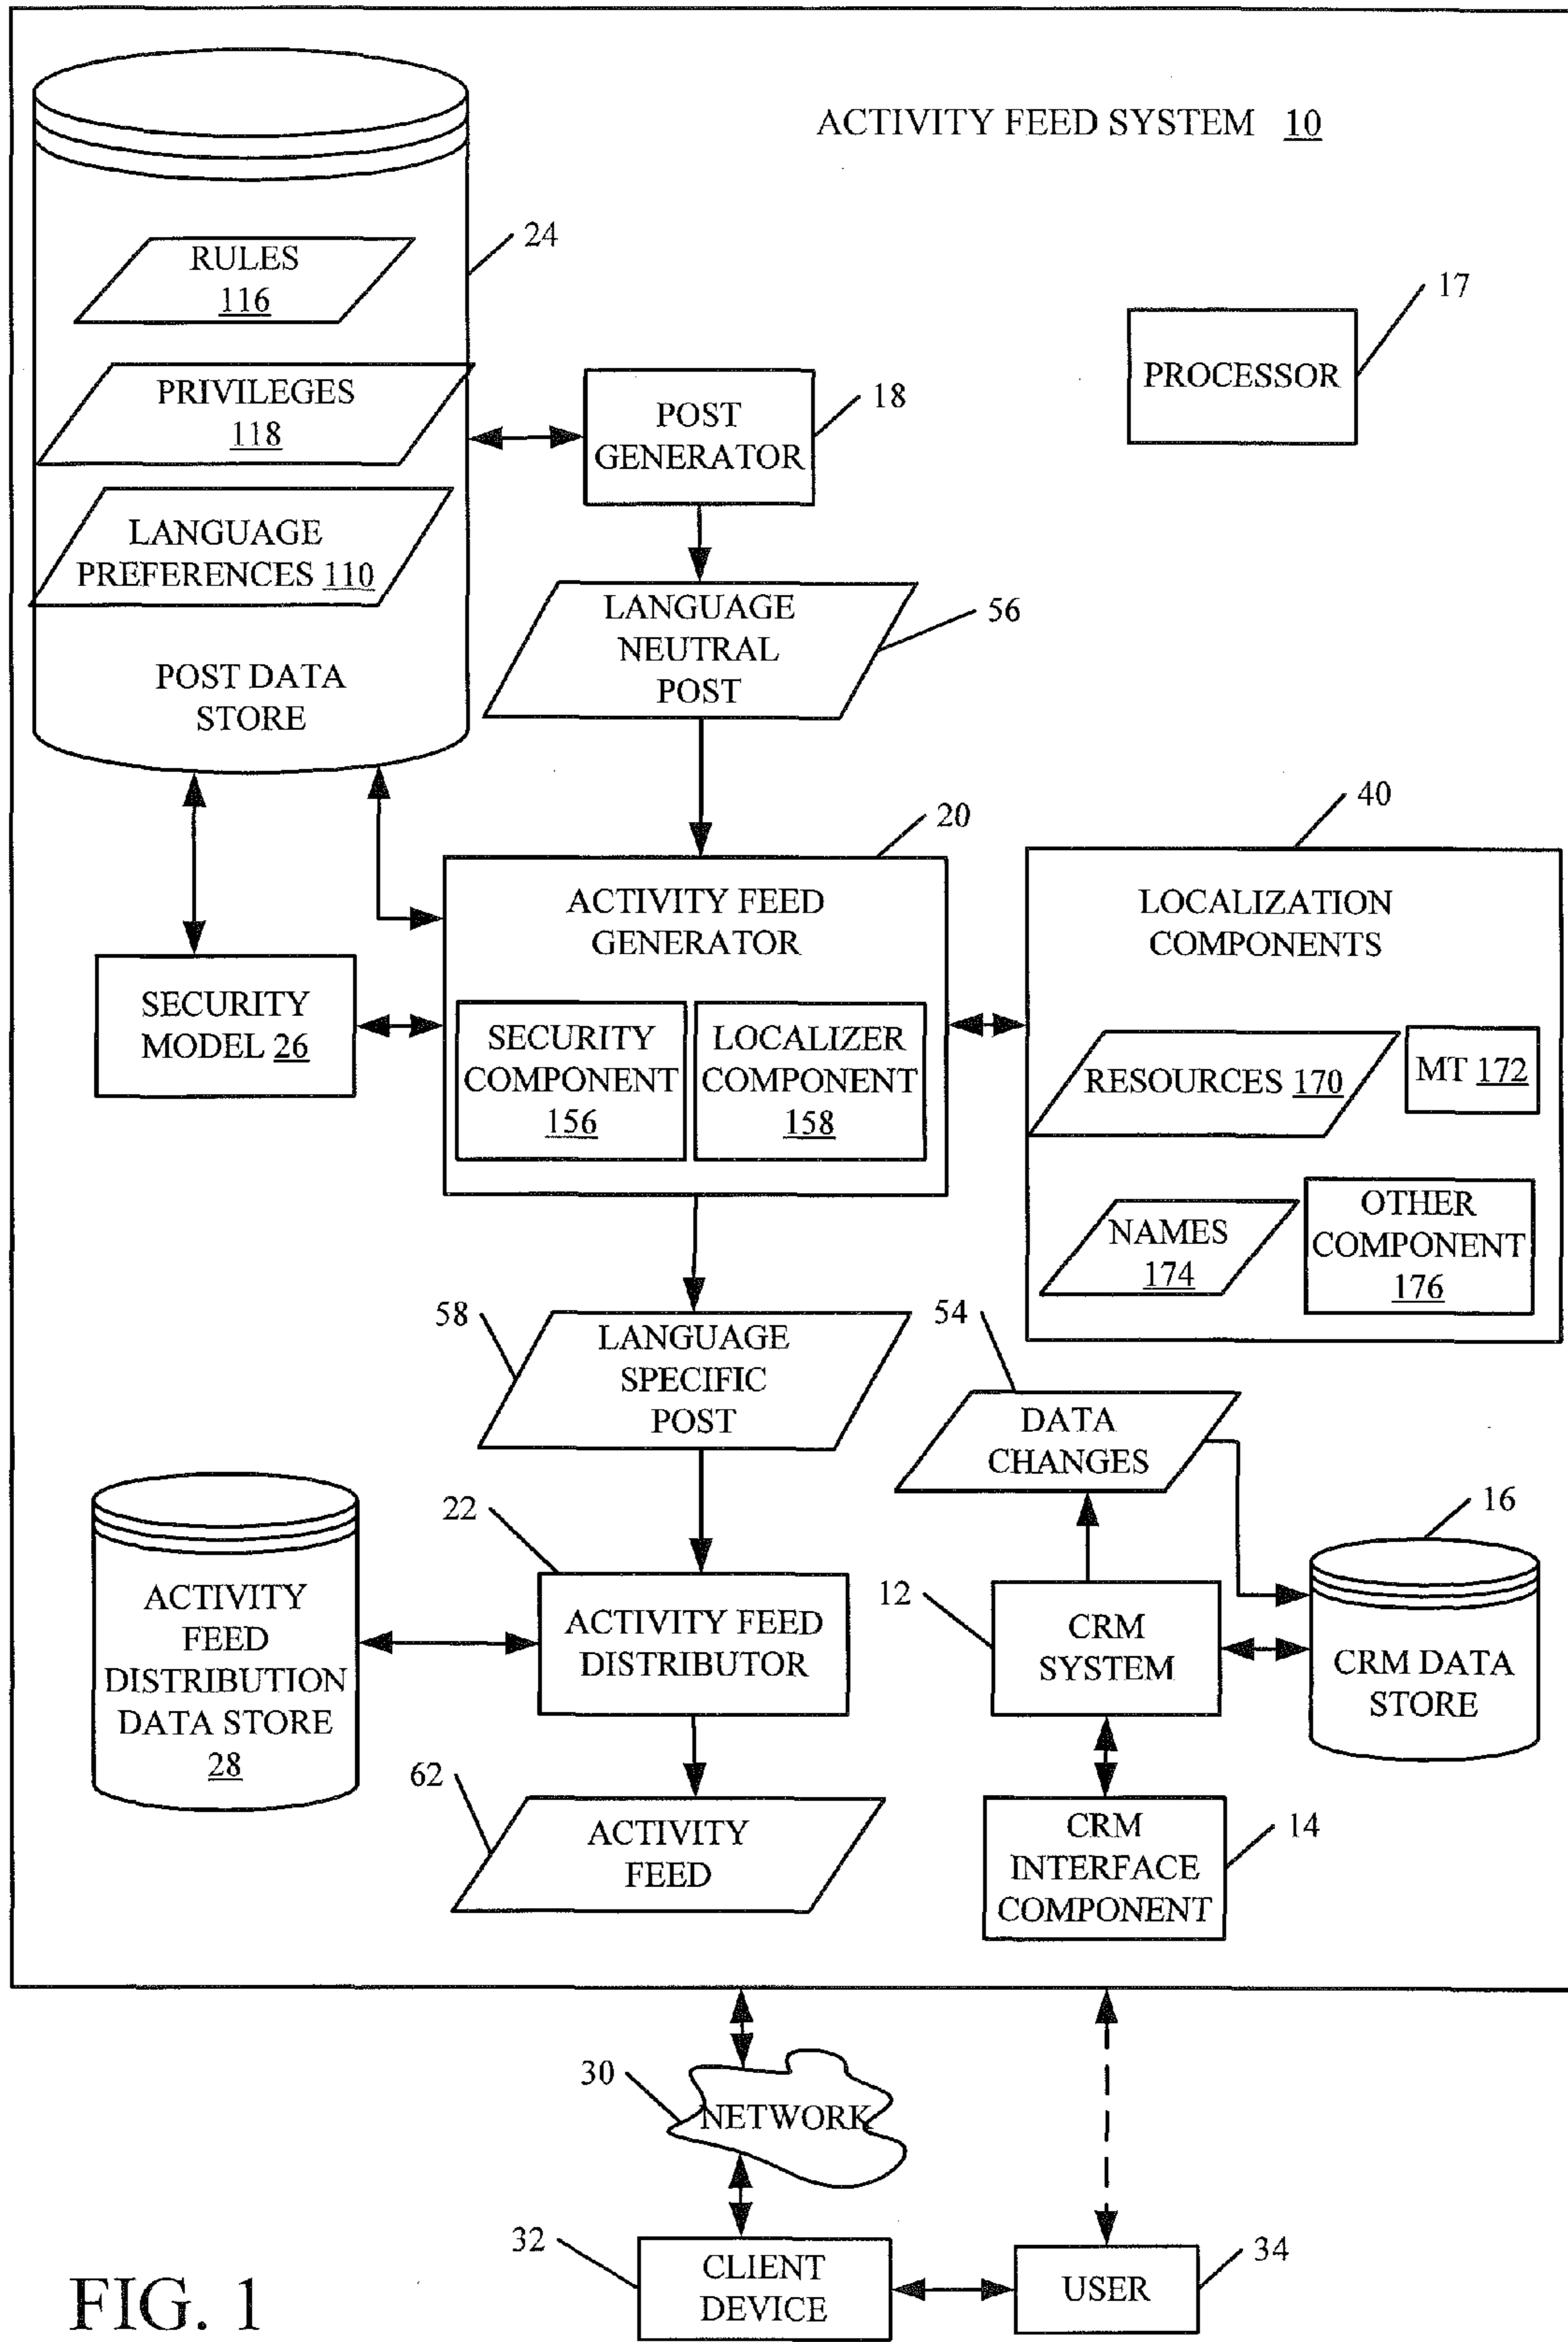 ACTIVITY FEED SYSTEM 10
24
RULES
116
PRIVILEGES
118
LANGUAGE
PREFERENCES 110
POST DATA
STORE
POST
GENERATOR
18
PROCESSOR
17
LANGUAGE
NEUTRAL
POST
56
20
ACTIVITY FEED
GENERATOR
SECURITY
COMPONENT
156
LOCALIZER
COMPONENT
158
SECURITY
MODEL 26
40
LOCALIZATION
COMPONENTS
RESOURCES 170
MT 172
NAMES
174
OTHER
COMPONENT
176
58
LANGUAGE
SPECIFIC
POST
54
DATA
CHANGES
22
ACTIVITY FEED
DISTRIBUTOR
ACTIVITY
FEED
DISTRIBUTION
DATA STORE
28
12
CRM
SYSTEM
16
CRM DATA
STORE
62
ACTIVITY
FEED
CRM
INTERFACE
COMPONENT
14
30
NETWORK
32
CLIENT
DEVICE
USER
34
FIG. 1